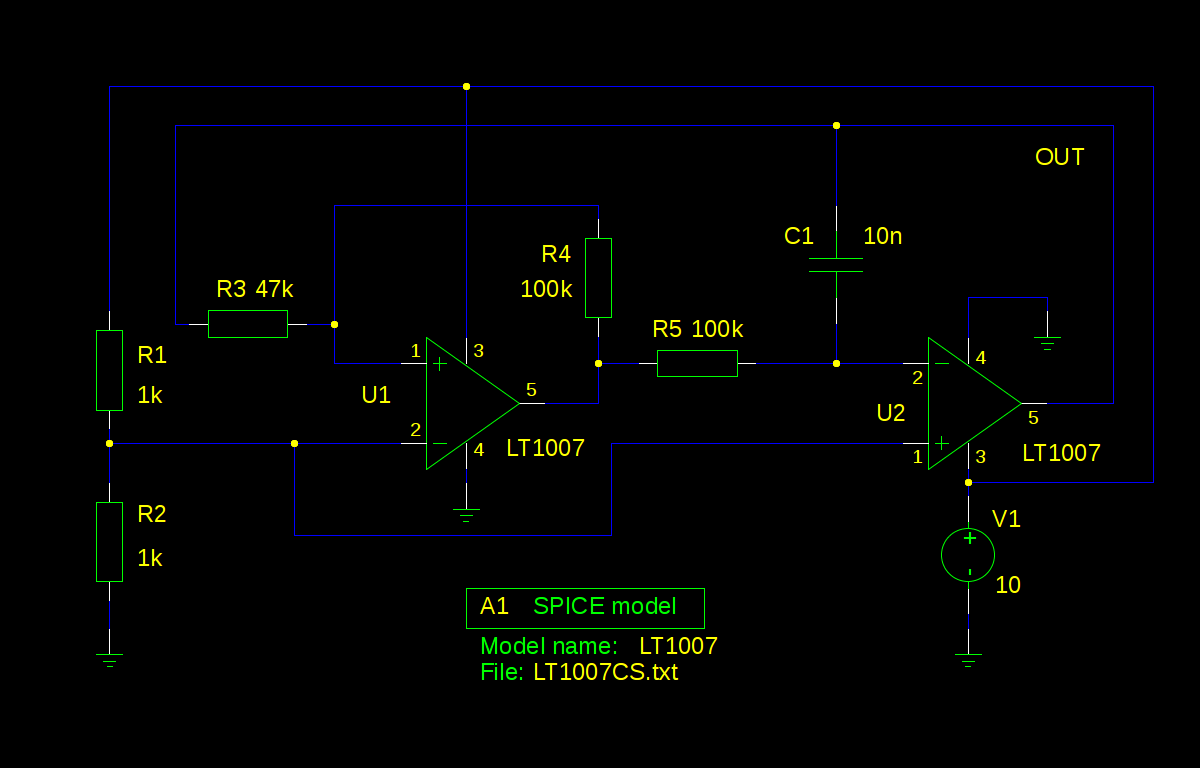 OUT
C1 10n
R4
100k
R3 47k
R5 100k
R1
1k
1
3
U1
5
2
4
LT1007
4
2
U2
5
1
3
LT1007
R2
1k
V1
+
-
10
A1 SPICE model
Model name: LT1007
File: LT1007CS.txt